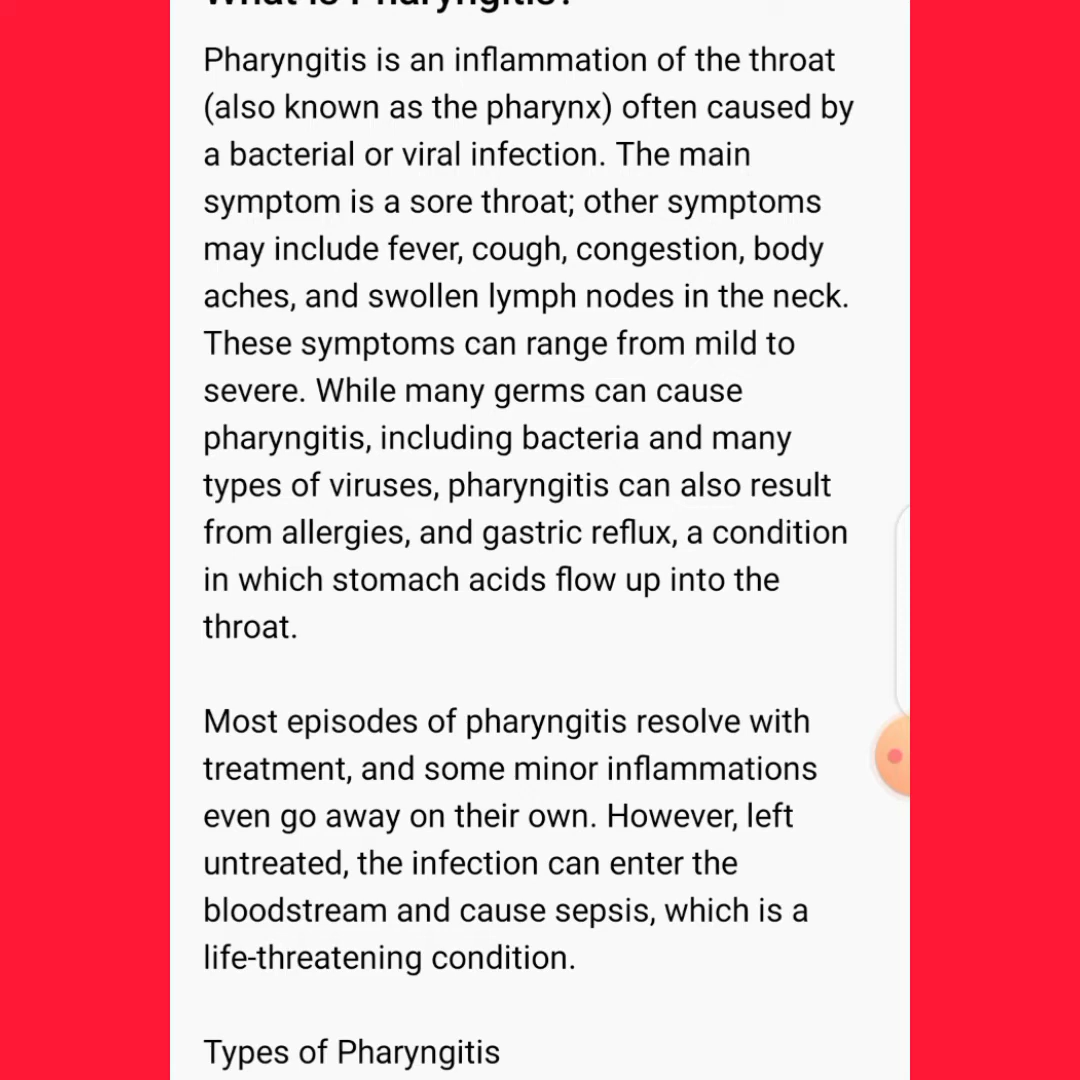 What is Pharyngitis?
Pharyngitis is an inflammation of the throat
(also known as the pharynx) often caused by
a bacterial or viral infection. The main
symptom is a sore throat; other symptoms
may include fever, cough, congestion, body
aches, and swollen lymph nodes in the neck.
These symptoms can range from mild to
severe. While many germs can cause
pharyngitis, including bacteria and many
types of viruses, pharyngitis can also result
from allergies, and gastric reflux, a condition
in which stomach acids flow up into the
throat.
Most episodes of pharyngitis resolve with
treatment, and some minor inflammations
even go away on their own. However, left
untreated, the infection can enter the
bloodstream and cause sepsis, which is a
life-threatening condition.
Types of Pharyngitis